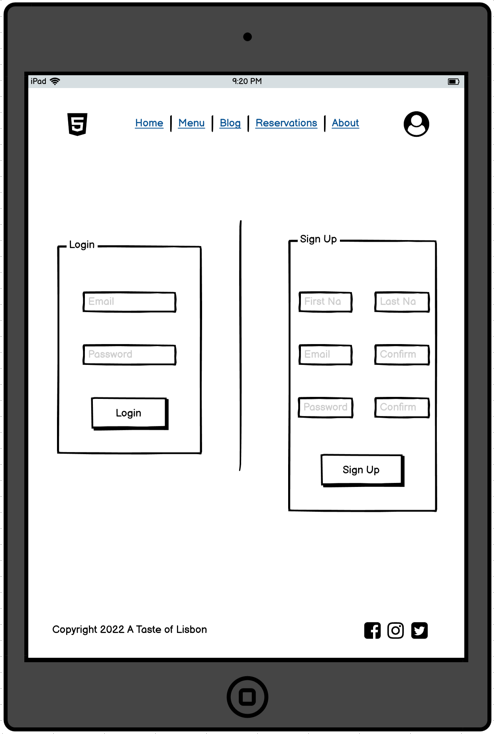 iPad 9:20 PM
5
Home Menu Blog Reservations About
Login
Email
Password
Login
Sign Up
First Na Last Na
Email Confirm
Password Confirm
Sign Up
Copyright 2022 A Taste of Lisbon